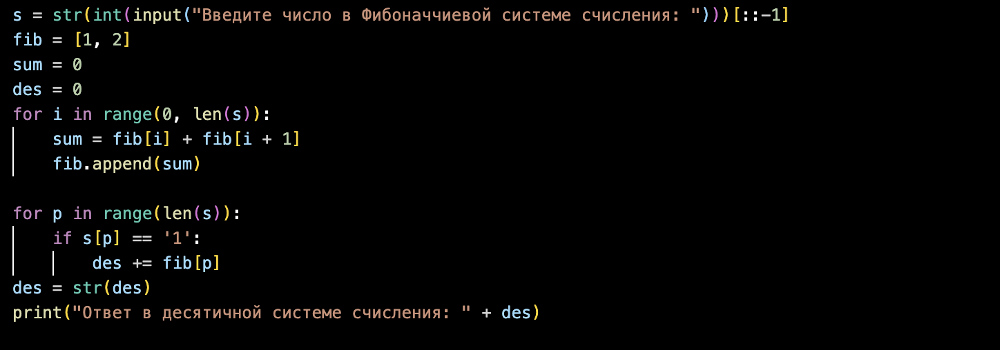 s = str(int(input("Введите число в Фибоначчиевой системе счисления: ")))[::-1]
fib = [1, 2]
sum = 0
des = 0
for i in range(0, len(s)):
    sum = fib[i] + fib[i + 1]
    fib.append(sum)

for p in range(len(s)):
    if s[p] == '1':
        des += fib[p]
des = str(des)
print("Ответ в десятичной системе счисления: " + des)